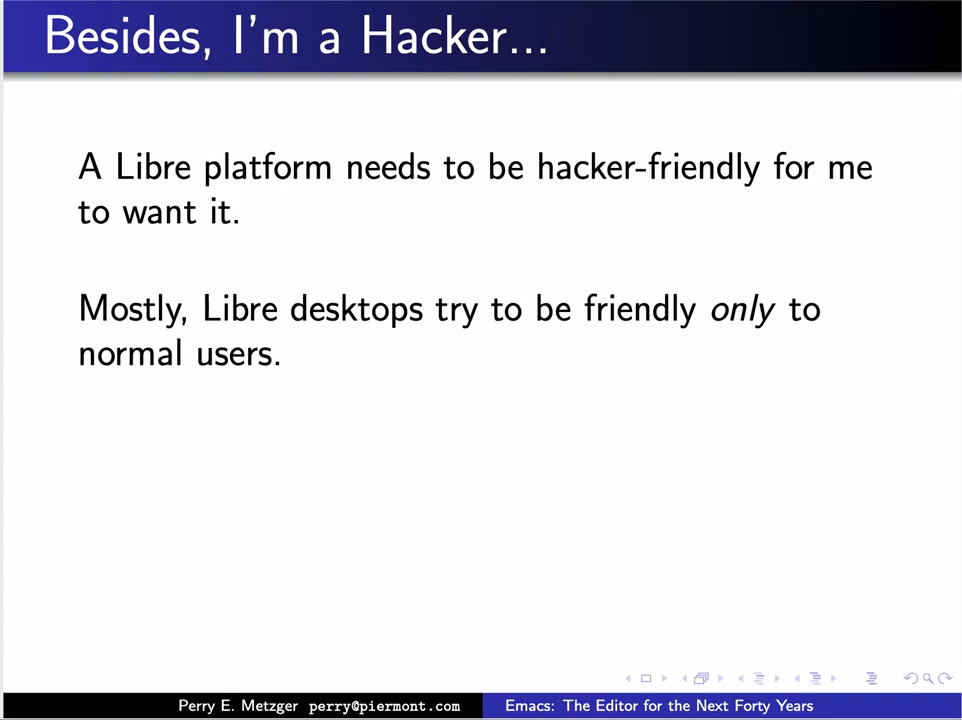 Besides, I'm a Hacker...
A Libre platform needs to be hacker-friendly for me
to want it.
Mostly, Libre desktops try to be friendly only to
normal users.
Perry E. Metzger perry@piermont.com
Emacs: The Editor for the Next Forty Years